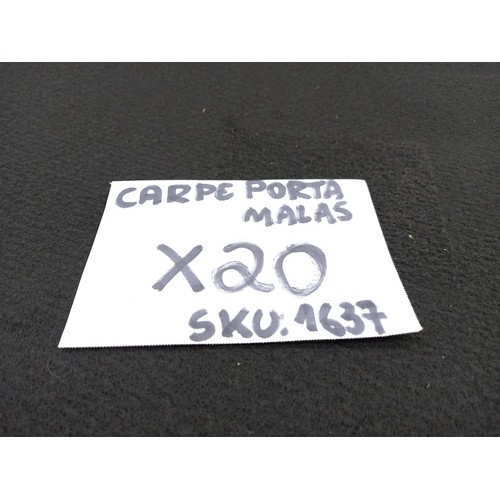 CARPE PORTA
MALAS
X20
SKU.1637